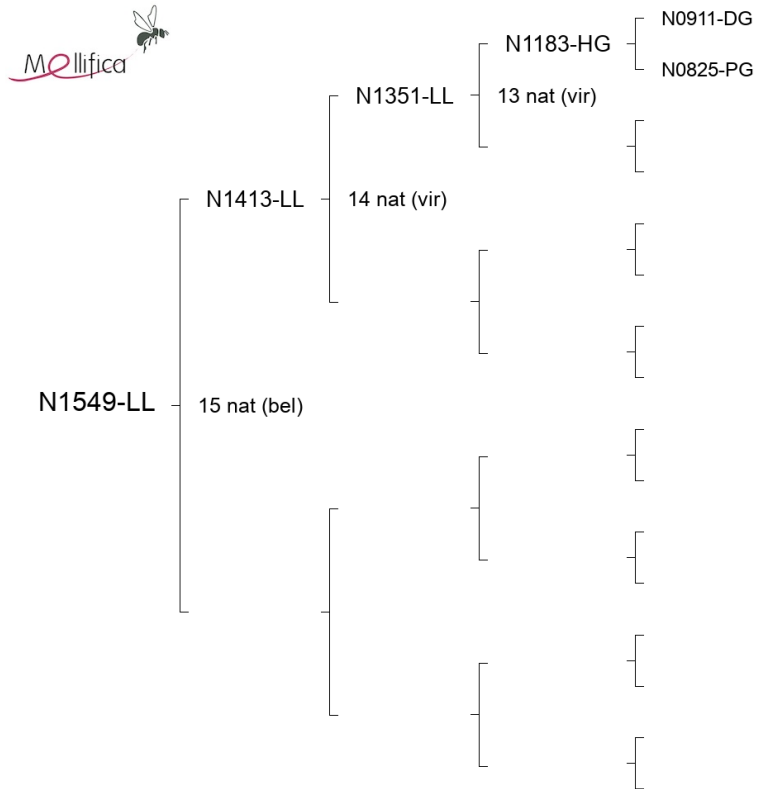 Mellifica
N0911-DG
N1183-HG
N0825-PG
N1351-LL
13 nat (vir)
N1413-LL
14 nat (vir)
N1549-LL
15 nat (bel)